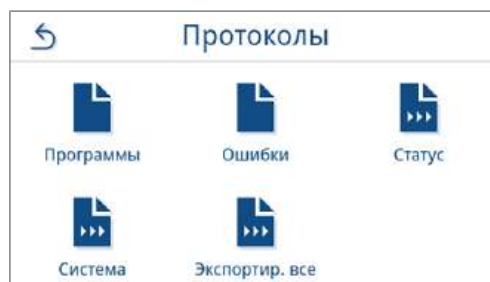 Протоколы
Программы
Ошибки
Статус
Система
Экспортир. все